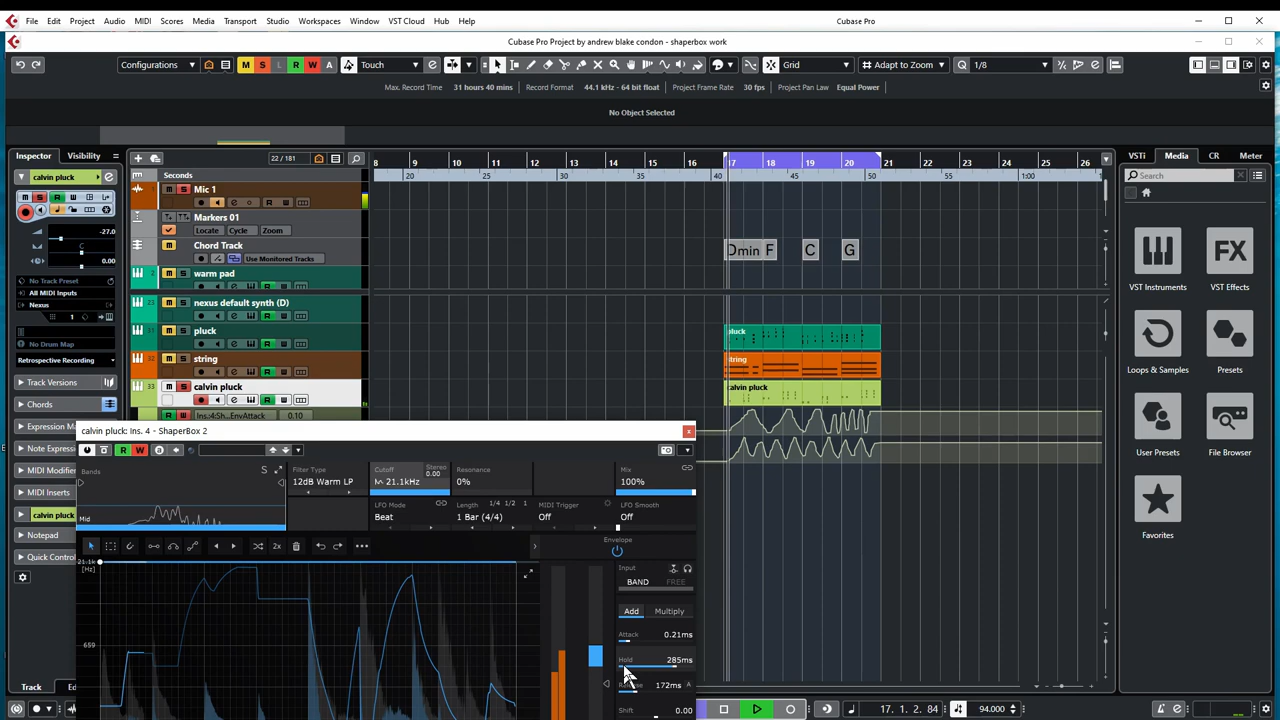 File Edit Project Audio MIDI Scores Media Transport Studio Workspaces Window VST Cloud Hub Help Cubase Pro
Cubase Pro Project by andrew blake condon - shaperbox work
Configurations M S L R W A Touch Grid Adapt to Zoom Q 1/8
Max. Record Time 31 hours 40 mins Record Format 44.1 kHz - 64 bit float Project Frame Rate 30 fps Project Pan Law Equal Power
No Object Selected
Inspector Visibility 22 / 181 8 9 10 11 12 13 14 15 16 17 18 19 20 21 22 23 24 25 26 VSTi Media CR Meter
calvin pluck Seconds 20 25 30 35 40 45 50 55 Search
Mic 1
Markers 01
-27.0 Locate Cycle Zoom
Chord Track Dmin F C G
0.00 Use Monitored Tracks
No Track Preset warm pad VST Instruments VST Effects
All MIDI Inputs
Nexus nexus default synth (D)
1
pluck pluck
No Drum Map
Retrospective Recording string string
Loops & Samples Presets
Track Versions calvin pluck calvin pluck
Chords
Ins.:4:Sh...EnvAttack 0.10
Expression Ma
calvin pluck: Ins. 4 - ShaperBox 2
Note Expressio
User Presets File Browser
MIDI Modifier
MIDI Inserts
calvin pluck
Notepad
Quick Control
Favorites
R W
Bands S Filter Type Cutoff Stereo Resonance Mix
12dB Warm LP 21.1kHz 0.00 0% 100%
LFO Mode Length 1/4 1/2 1 MIDI Trigger LFO Smooth
Mid Beat 1 Bar (4/4) Off Off
2x Envelope
21.1k
[Hz]
Input
BAND FREE
Add Multiply
Attack 0.21ms
659
Hold 285ms
172ms A
Shift 0.00
Track 17. 1. 2. 84 94.000